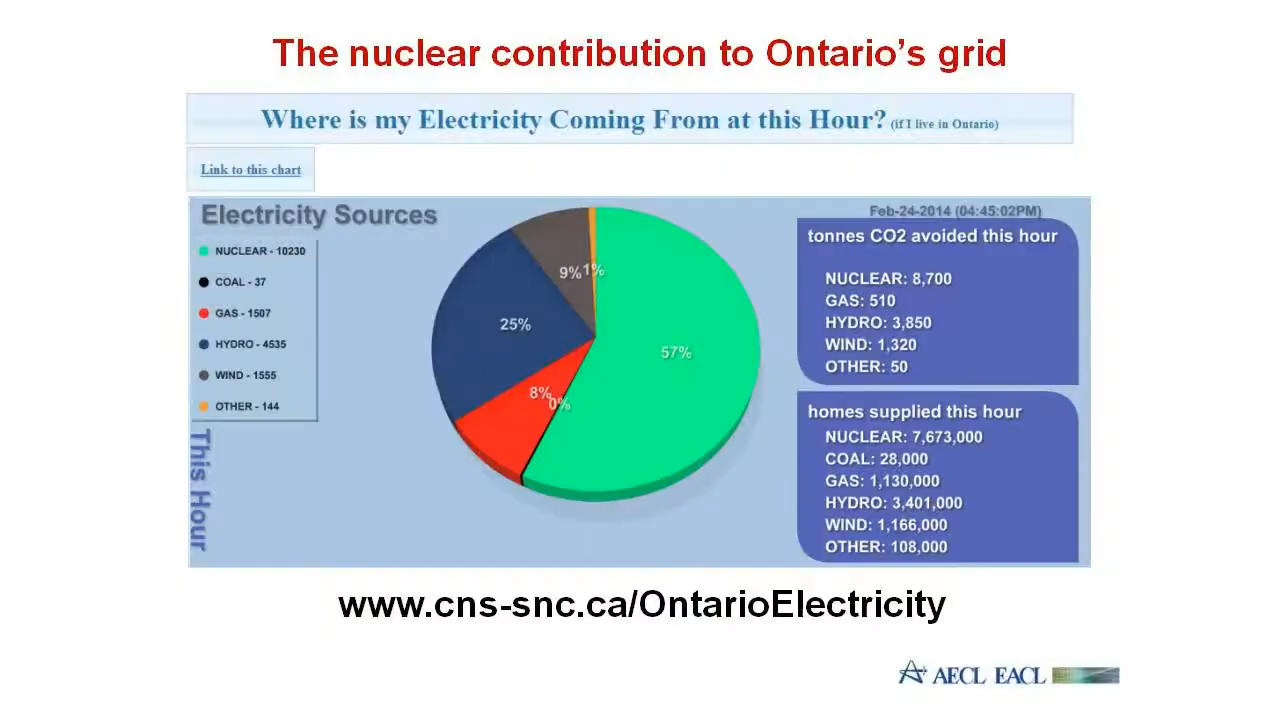 The nuclear contribution to Ontario's grid
Where is my Electricity Coming From at this Hour? (if I live in Ontario)
Link to this chart
Electricity Sources
NUCLEAR - 10230
COAL - 37
GAS - 1507
HYDRO - 4535
WIND - 1555
OTHER - 144
This Hour
9%
1%
25%
57%
8%
0%
Feb-24-2014 (04:45:02PM)
tonnes CO2 avoided this hour
NUCLEAR: 8,700
GAS: 510
HYDRO: 3,850
WIND: 1,320
OTHER: 50
homes supplied this hour
NUCLEAR: 7,673,000
COAL: 28,000
GAS: 1,130,000
HYDRO: 3,401,000
WIND: 1,166,000
OTHER: 108,000
www.cns-snc.ca/OntarioElectricity
AECL EACL